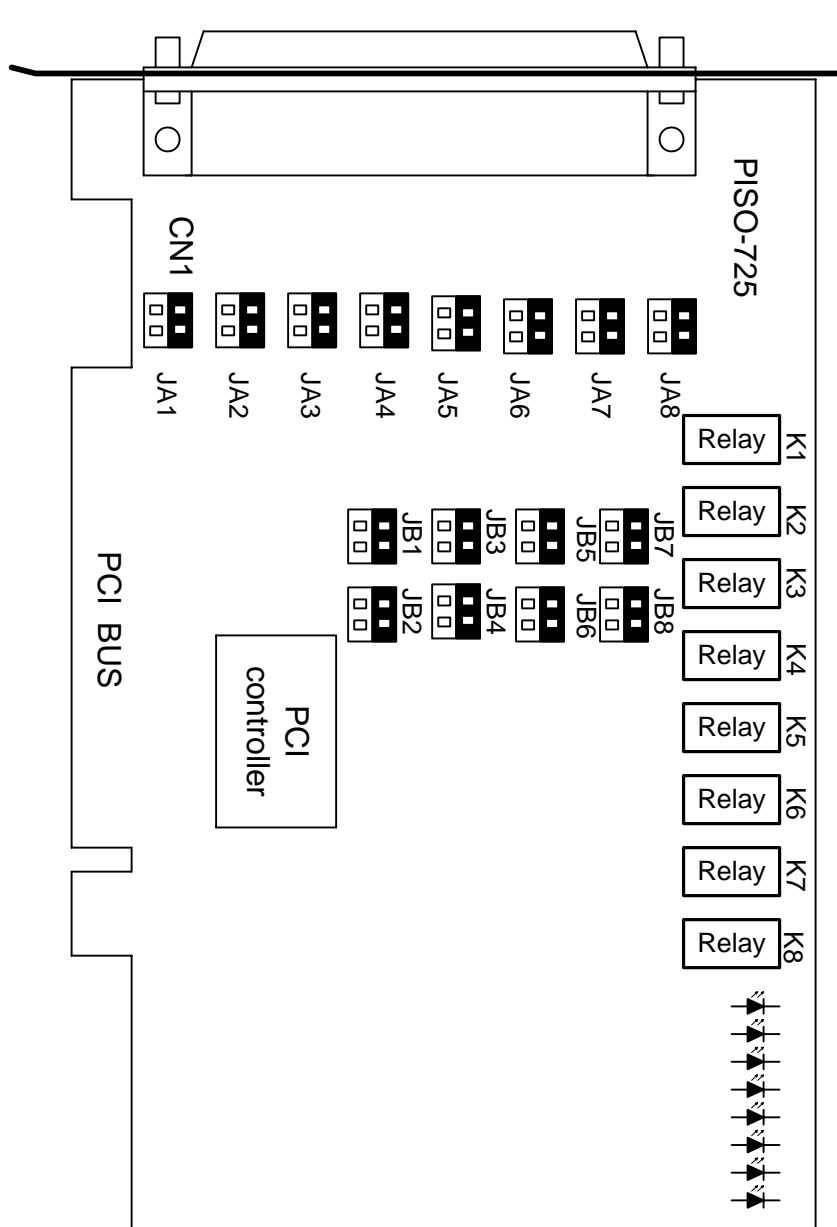 PISO-725
CN1
JA1
JA2
JA3
JA4
JA5
JA6
JA7
JA8
Relay K1
Relay K2
Relay K3
Relay K4
Relay K5
Relay K6
Relay K7
Relay K8
JB1
JB3
JB5
JB7
JB2
JB4
JB6
JB8
PCI BUS
PCI
controller